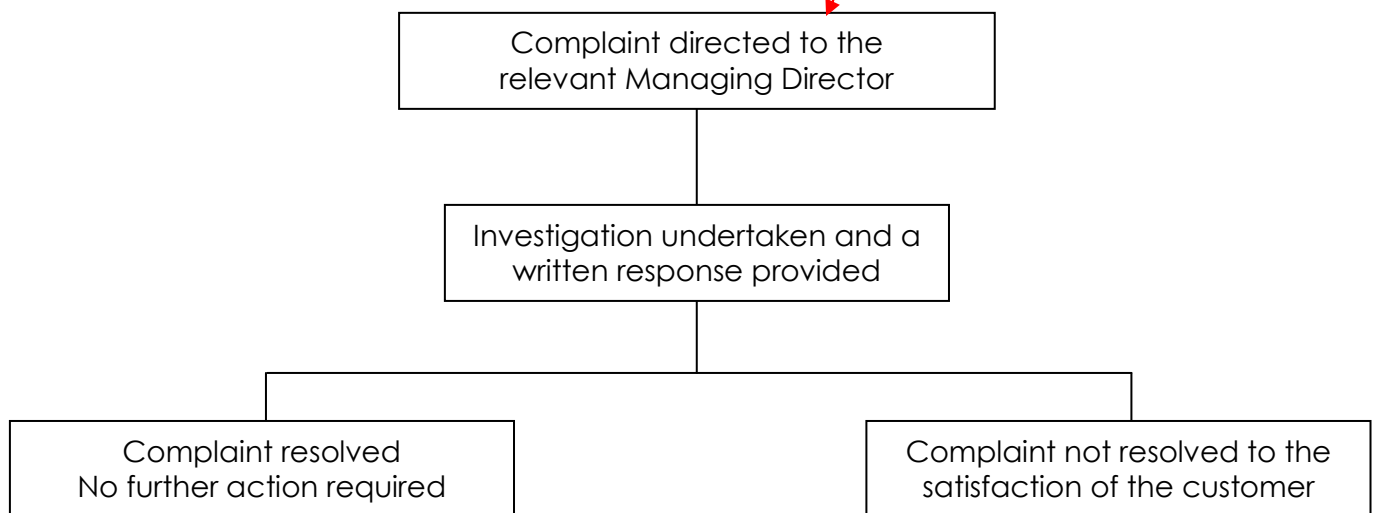 Complaint directed to the
relevant Managing Director
Investigation undertaken and a
written response provided
Complaint resolved
No further action required
Complaint not resolved to the
satisfaction of the customer